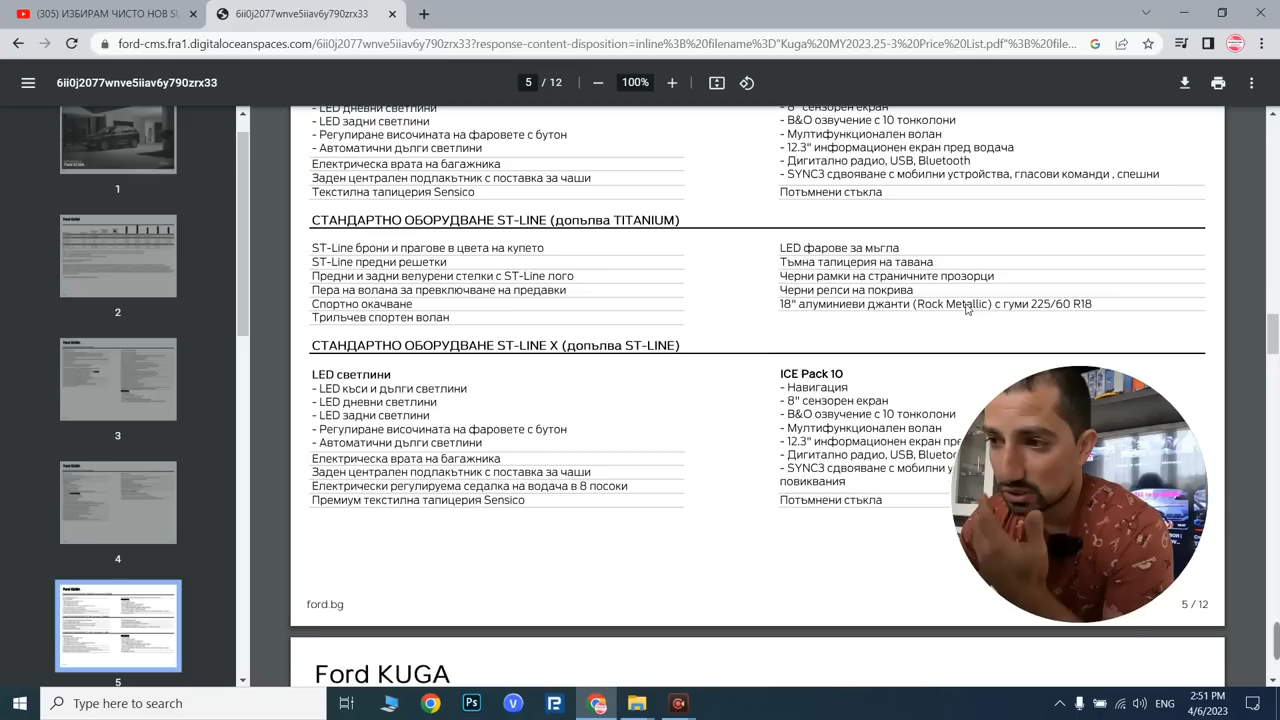 (305) ИЗБИРАМ ЧИСТО НОВ
6ii0j2077wnve5iiav6y790zrx33
ford-cms.fra1.digitaloceanspaces.com/6ii0j2077wnve5iiav6y790zrx33?response-content-disposition=inline%3B%20filename%3D"Kuga%20MY2023.25-3%20Price%20List.pdf"%3B%20file...
6ii0j2077wnve5iiav6y790zrx33
5 / 12
100%
- LED дневни светлини
- LED задни светлини
- Регулиране височината на фаровете с бутон
- Автоматични дълги светлини
Електрическа врата на багажника
Заден централен подлакътник с поставка за чаши
Текстилна тапицерия Sensico
- 8" сензорен екран
- B&O озвучение с 10 тонколони
- Мултифункционален волан
- 12.3" информационен екран пред водача
- Дигитално радио, USB, Bluetooth
- SYNC3 сдвояване с мобилни устройства, гласови команди , спешни
Потъмнени стъкла
СТАНДАРТНО ОБОРУДВАНЕ ST-LINE (допълва TITANIUM)
ST-Line брони и прагове в цвета на купето
ST-Line предни решетки
Предни и задни велурени стелки с ST-Line лого
Пера на волана за превключване на предавки
Спортно окачване
Трилъчев спортен волан
LED фарове за мъгла
Тъмна тапицерия на тавана
Черни рамки на страничните прозорци
Черни релси на покрива
18" алуминиеви джанти (Rock Metallic) с гуми 225/60 R18
СТАНДАРТНО ОБОРУДВАНЕ ST-LINE X (допълва ST-LINE)
LED светлини
- LED къси и дълги светлини
- LED дневни светлини
- LED задни светлини
- Регулиране височината на фаровете с бутон
- Автоматични дълги светлини
Електрическа врата на багажника
Заден централен подлакътник с поставка за чаши
Електрически регулируема седалка на водача в 8 посоки
Премиум текстилна тапицерия Sensico
ICE Pack 10
- Навигация
- 8" сензорен екран
- B&O озвучение с 10 тонколони
- Мултифункционален волан
- 12.3" информационен екран
- Дигитално радио, USB,
- SYNC3 сдвояване с мобилни
повиквания
Потъмнени стъкла
ford.bg
5 / 12
Ford KUGA
1
2
3
4
5
Type here to search
ENG
2:51 PM
4/6/2023